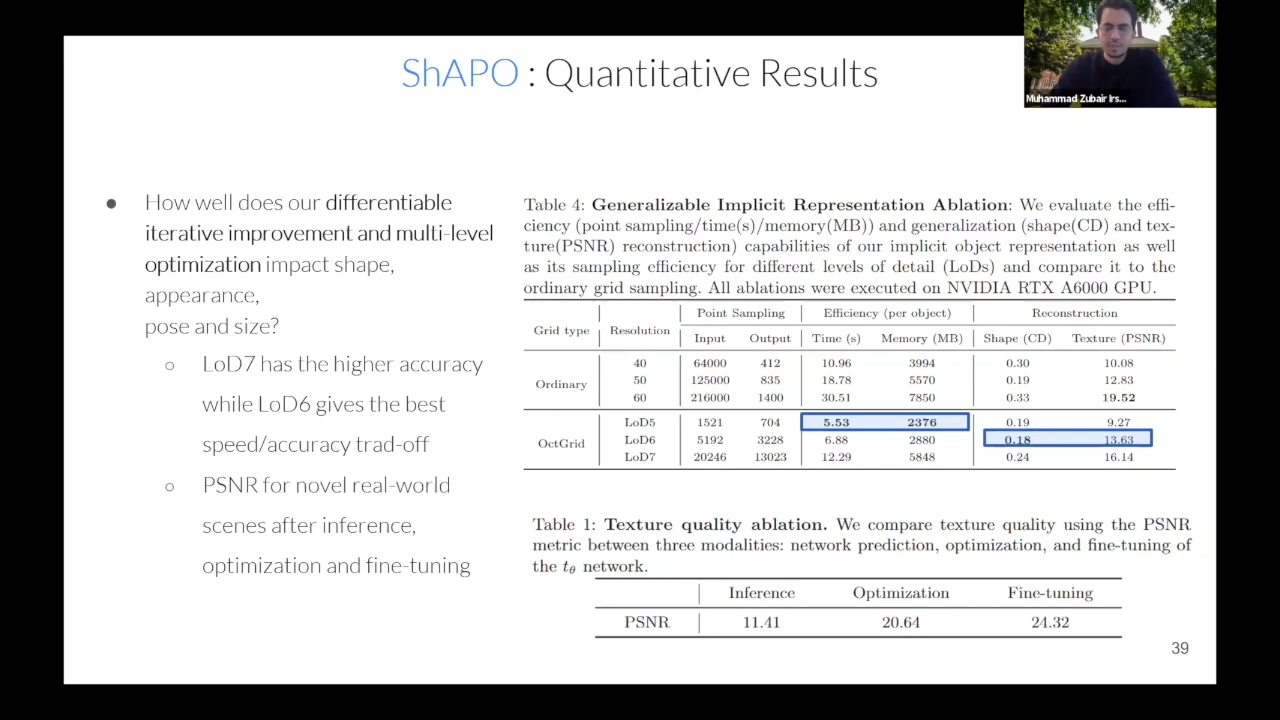 ShAPO : Quantitative Results
Muhammad Zubair Irs...
● How well does our differentiable
iterative improvement and multi-level
optimization impact shape,
appearance,
pose and size?
○ LoD7 has the higher accuracy
while LoD6 gives the best
speed/accuracy trad-off
○ PSNR for novel real-world
scenes after inference,
optimization and fine-tuning
Table 4: Generalizable Implicit Representation Ablation: We evaluate the effi-
ciency (point sampling/time(s)/memory(MB)) and generalization (shape(CD) and tex-
ture(PSNR) reconstruction) capabilities of our implicit object representation as well
as its sampling efficiency for different levels of detail (LoDs) and compare it to the
ordinary grid sampling. All ablations were executed on NVIDIA RTX A6000 GPU.
Grid type Resolution Point Sampling Efficiency (per object) Reconstruction
Input Output Time (s) Memory (MB) Shape (CD) Texture (PSNR)
40 64000 412 10.96 3994 0.30 10.08
Ordinary 50 125000 835 18.78 5570 0.19 12.83
60 216000 1400 30.51 7850 0.33 19.52
LoD5 1521 704 5.53 2376 0.19 9.27
OctGrid LoD6 5192 3228 6.88 2880 0.18 13.63
LoD7 20246 13023 12.29 5848 0.24 16.14
Table 1: Texture quality ablation. We compare texture quality using the PSNR
metric between three modalities: network prediction, optimization, and fine-tuning of
the tθ network.
Inference Optimization Fine-tuning
PSNR 11.41 20.64 24.32
39